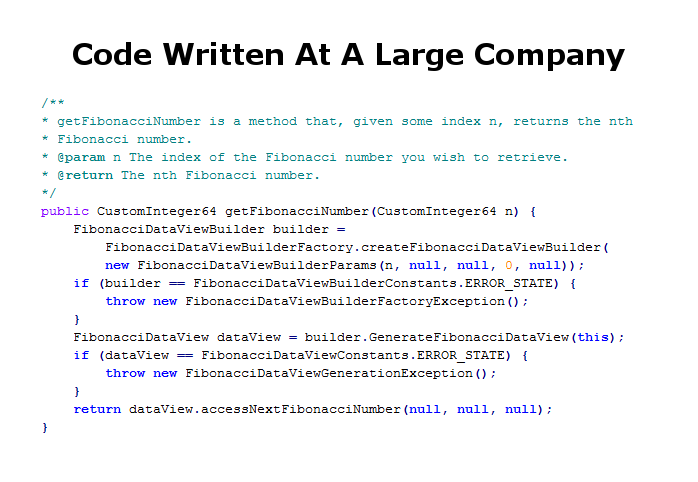 Code Written At A Large Company
/**
* getFibonacciNumber is a method that, given some index n, returns the nth
* Fibonacci number.
* @param n The index of the Fibonacci number you wish to retrieve.
* @return The nth Fibonacci number.
*/
public CustomInteger64 getFibonacciNumber(CustomInteger64 n) {
    FibonacciDataViewBuilder builder =
        FibonacciDataViewBuilderFactory.createFibonacciDataViewBuilder(
        new FibonacciDataViewBuilderParams(n, null, null, 0, null));
    if (builder == FibonacciDataViewBuilderConstants.ERROR_STATE) {
        throw new FibonacciDataViewBuilderFactoryException();
    }
    FibonacciDataView dataView = builder.GenerateFibonacciDataView(this);
    if (dataView == FibonacciDataViewConstants.ERROR_STATE) {
        throw new FibonacciDataViewGenerationException();
    }
    return dataView.accessNextFibonacciNumber(null, null, null);
}